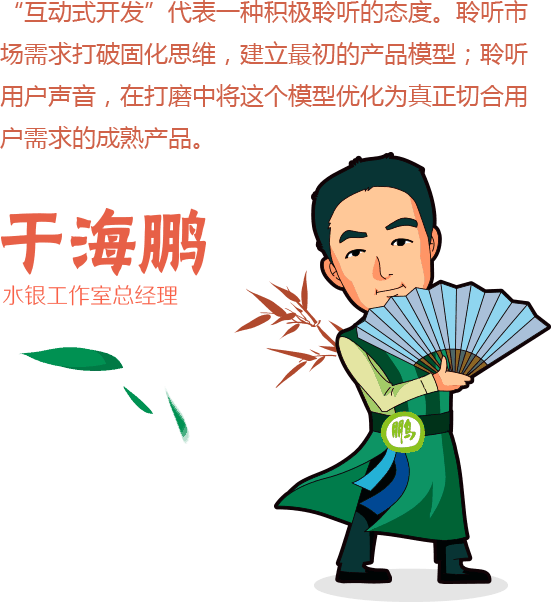 “互动式开发”代表一种积极聆听的态度。聆听市
场需求打破固化思维，建立最初的产品模型；聆听
用户声音，在打磨中将这个模型优化为真正切合用
户需求的成熟产品。
于海鹏
水银工作室总经理
鹏